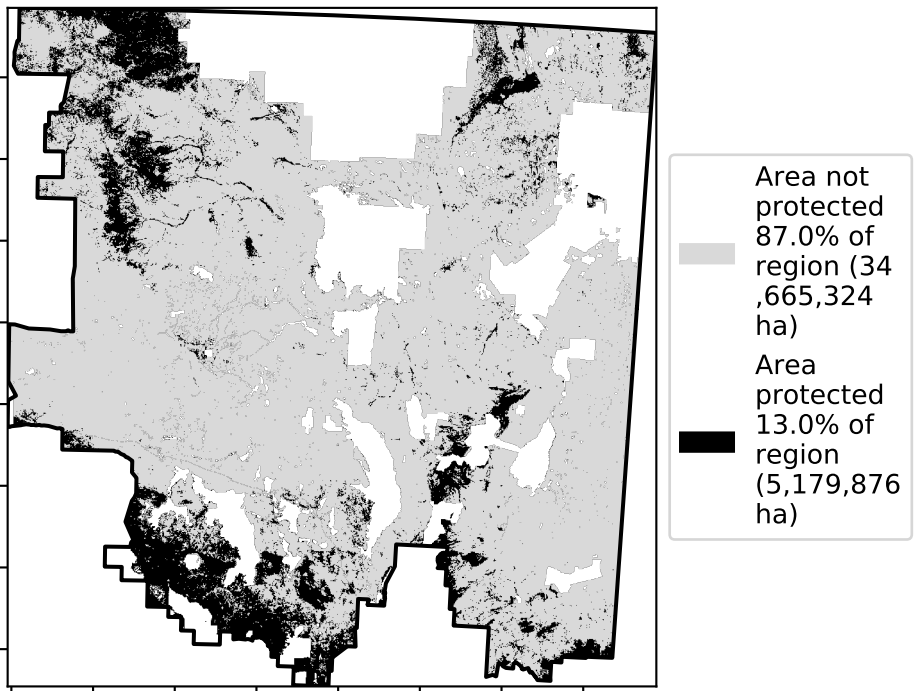 Area not
protected
87.0% of
region (34
,665,324
ha)
Area
protected
13.0% of
region
(5,179,876
ha)